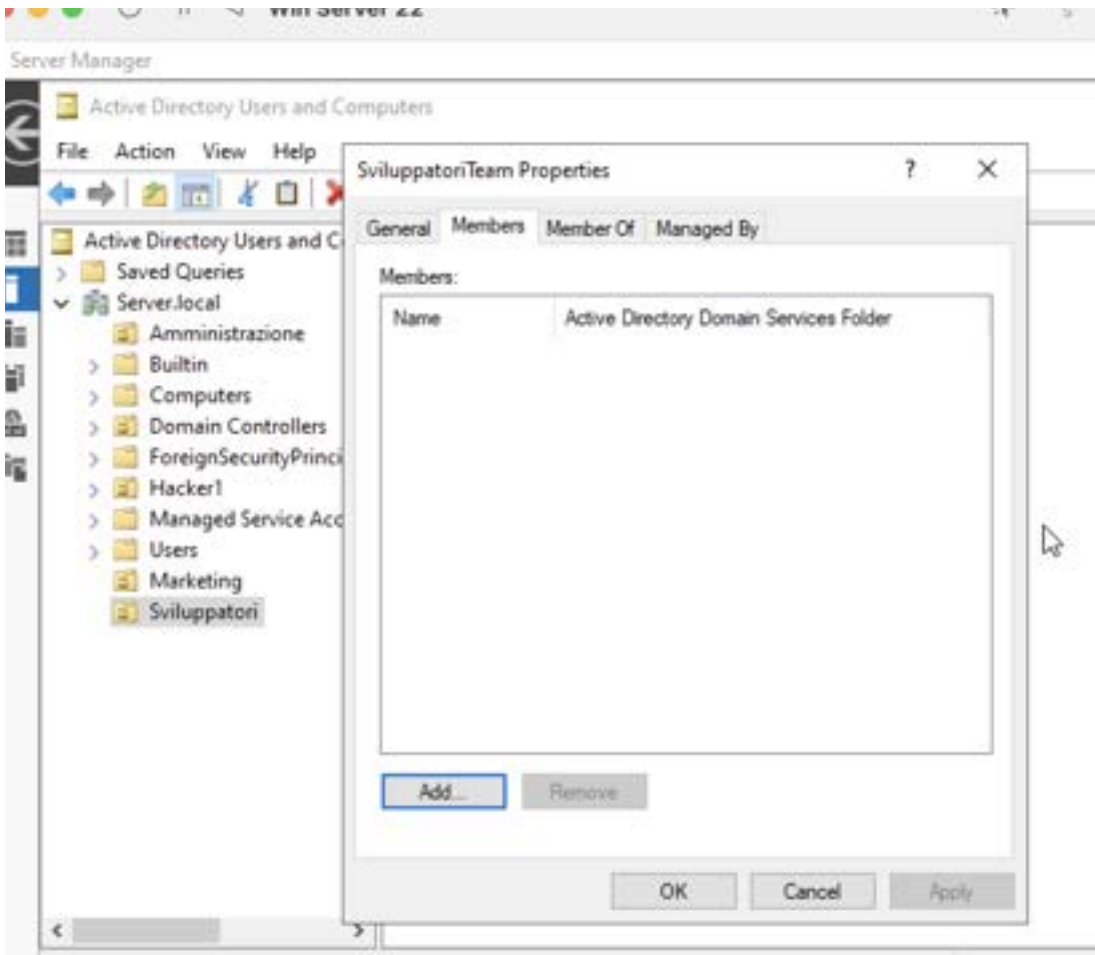 Win Server 22
Server Manager
Active Directory Users and Computers
File Action View Help
SviluppatoriTeam Properties
General Members Member Of Managed By
Active Directory Users and C
Saved Queries
Server.local
Amministrazione
Builtin
Computers
Domain Controllers
ForeignSecurityPrinci
Hacker1
Managed Service Acc
Users
Marketing
Sviluppatori
Members:
Name Active Directory Domain Services Folder
Add... Remove
OK Cancel Apply